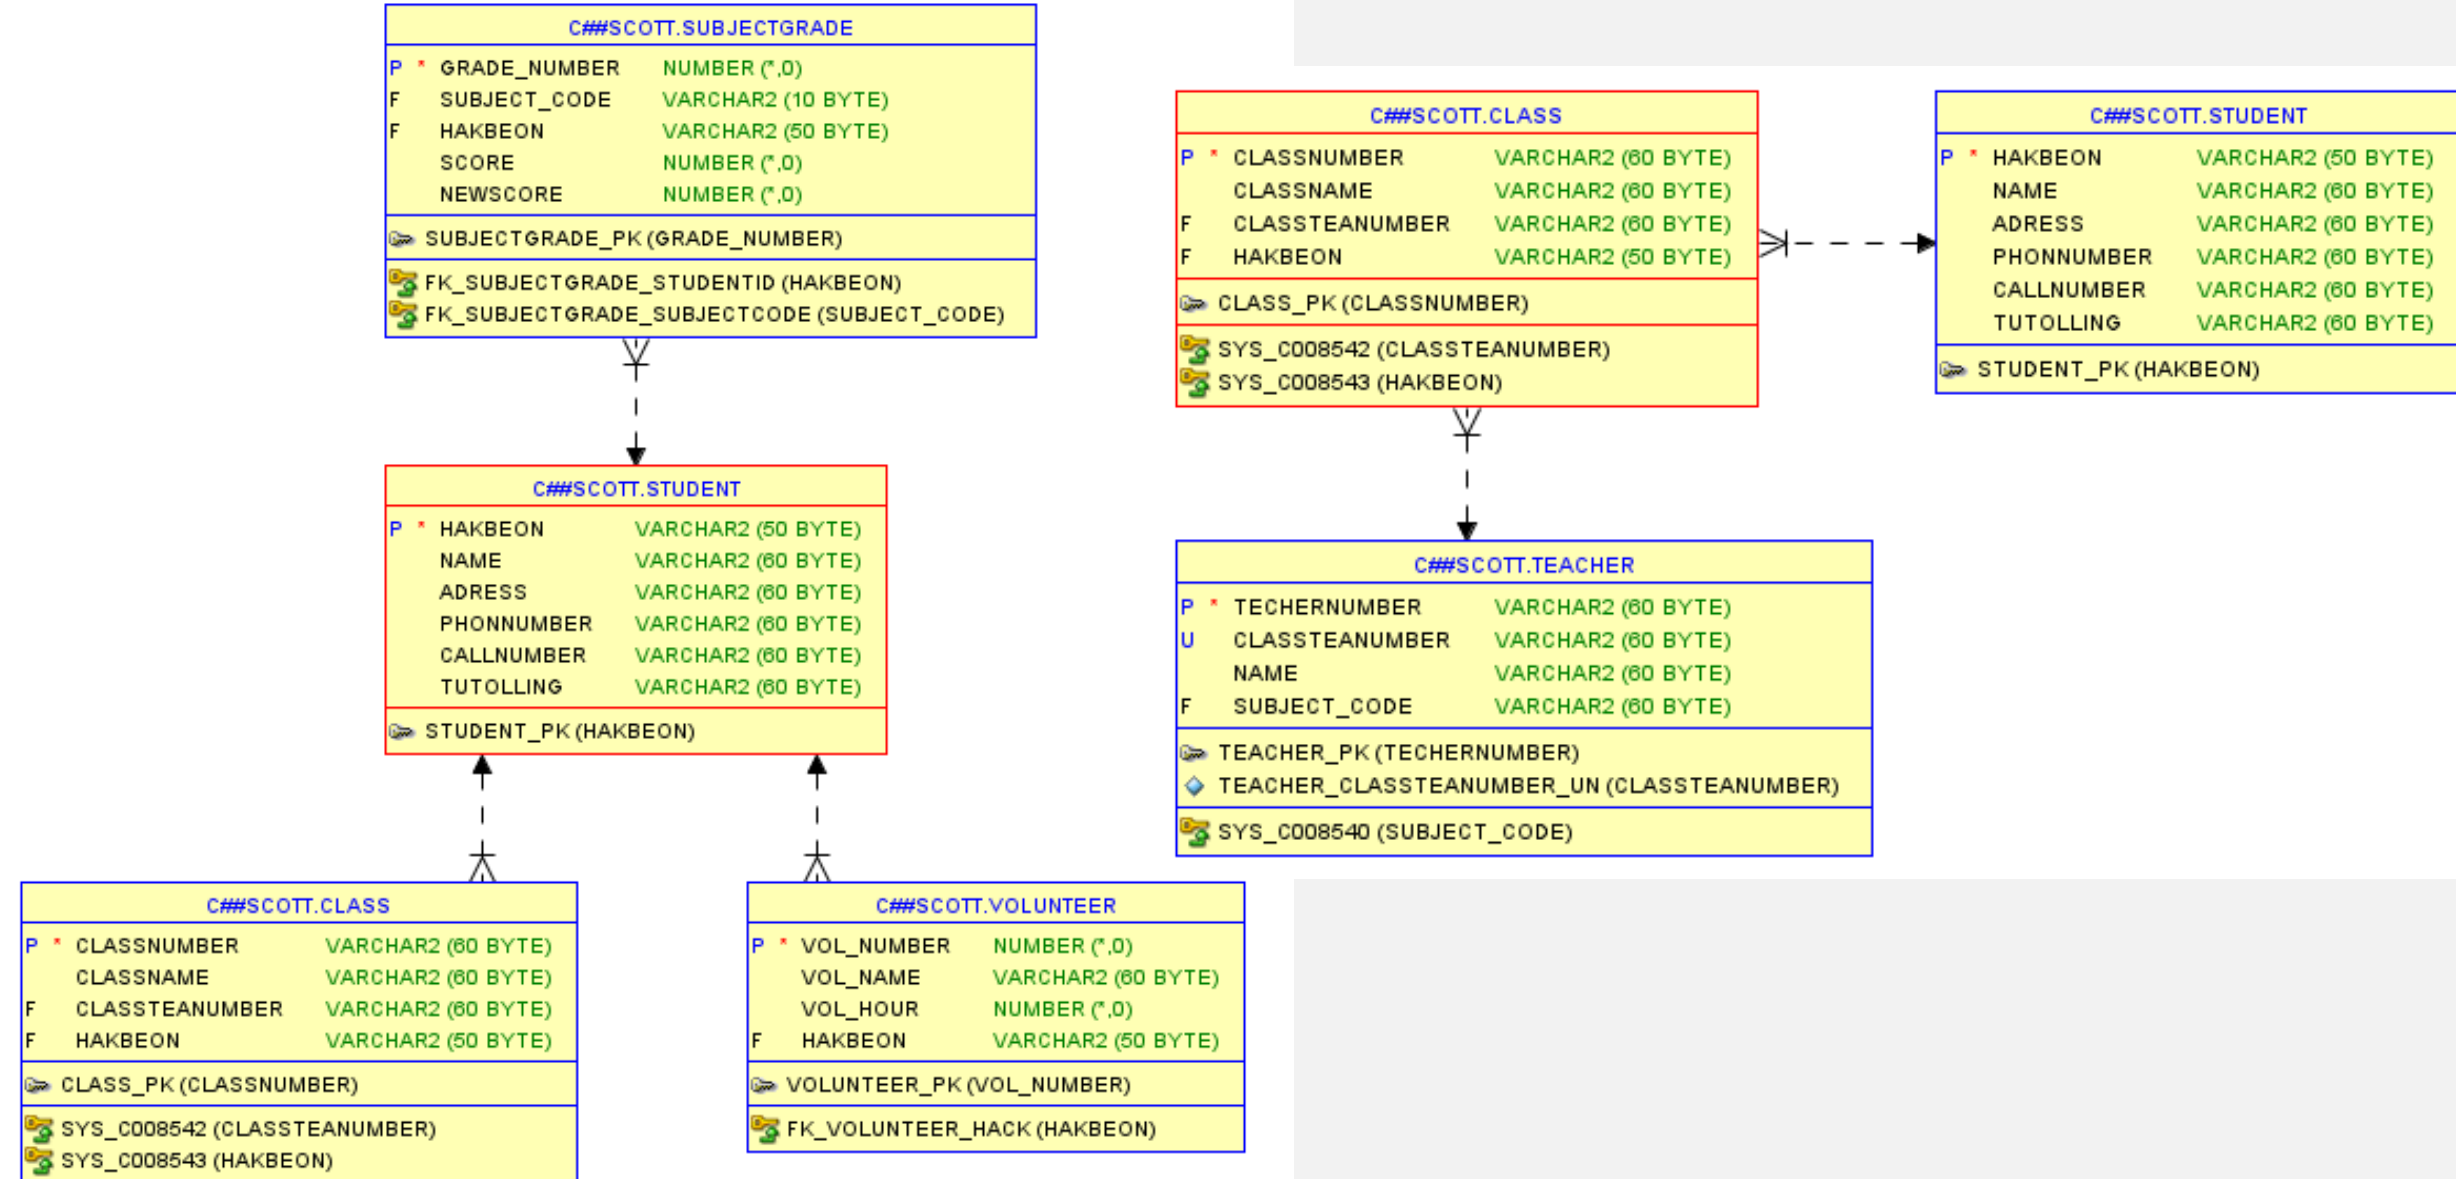 C##SCOTT.SUBJECTGRADE
P * GRADE_NUMBER NUMBER (*,0)
F SUBJECT_CODE VARCHAR2 (10 BYTE)
F HAKBEON VARCHAR2 (50 BYTE)
SCORE NUMBER (*,0)
NEWSCORE NUMBER (*,0)
SUBJECTGRADE_PK (GRADE_NUMBER)
FK_SUBJECTGRADE_STUDENTID (HAKBEON)
FK_SUBJECTGRADE_SUBJECTCODE (SUBJECT_CODE)
C##SCOTT.STUDENT
P * HAKBEON VARCHAR2 (50 BYTE)
NAME VARCHAR2 (60 BYTE)
ADRESS VARCHAR2 (60 BYTE)
PHONNUMBER VARCHAR2 (60 BYTE)
CALLNUMBER VARCHAR2 (60 BYTE)
TUTOLLING VARCHAR2 (60 BYTE)
STUDENT_PK (HAKBEON)
C##SCOTT.CLASS
P * CLASSNUMBER VARCHAR2 (60 BYTE)
CLASSNAME VARCHAR2 (60 BYTE)
F CLASSTEANUMBER VARCHAR2 (60 BYTE)
F HAKBEON VARCHAR2 (50 BYTE)
CLASS_PK (CLASSNUMBER)
SYS_C008542 (CLASSTEANUMBER)
SYS_C008543 (HAKBEON)
C##SCOTT.VOLUNTEER
P * VOL_NUMBER NUMBER (*,0)
VOL_NAME VARCHAR2 (60 BYTE)
VOL_HOUR NUMBER (*,0)
F HAKBEON VARCHAR2 (50 BYTE)
VOLUNTEER_PK (VOL_NUMBER)
FK_VOLUNTEER_HACK (HAKBEON)
C##SCOTT.CLASS
P * CLASSNUMBER VARCHAR2 (60 BYTE)
CLASSNAME VARCHAR2 (60 BYTE)
F CLASSTEANUMBER VARCHAR2 (60 BYTE)
F HAKBEON VARCHAR2 (50 BYTE)
CLASS_PK (CLASSNUMBER)
SYS_C008542 (CLASSTEANUMBER)
SYS_C008543 (HAKBEON)
C##SCOTT.STUDENT
P * HAKBEON VARCHAR2 (50 BYTE)
NAME VARCHAR2 (60 BYTE)
ADRESS VARCHAR2 (60 BYTE)
PHONNUMBER VARCHAR2 (60 BYTE)
CALLNUMBER VARCHAR2 (60 BYTE)
TUTOLLING VARCHAR2 (60 BYTE)
STUDENT_PK (HAKBEON)
C##SCOTT.TEACHER
P * TECHERNUMBER VARCHAR2 (60 BYTE)
U CLASSTEANUMBER VARCHAR2 (60 BYTE)
NAME VARCHAR2 (60 BYTE)
F SUBJECT_CODE VARCHAR2 (60 BYTE)
TEACHER_PK (TECHERNUMBER)
TEACHER_CLASSTEANUMBER_UN (CLASSTEANUMBER)
SYS_C008540 (SUBJECT_CODE)